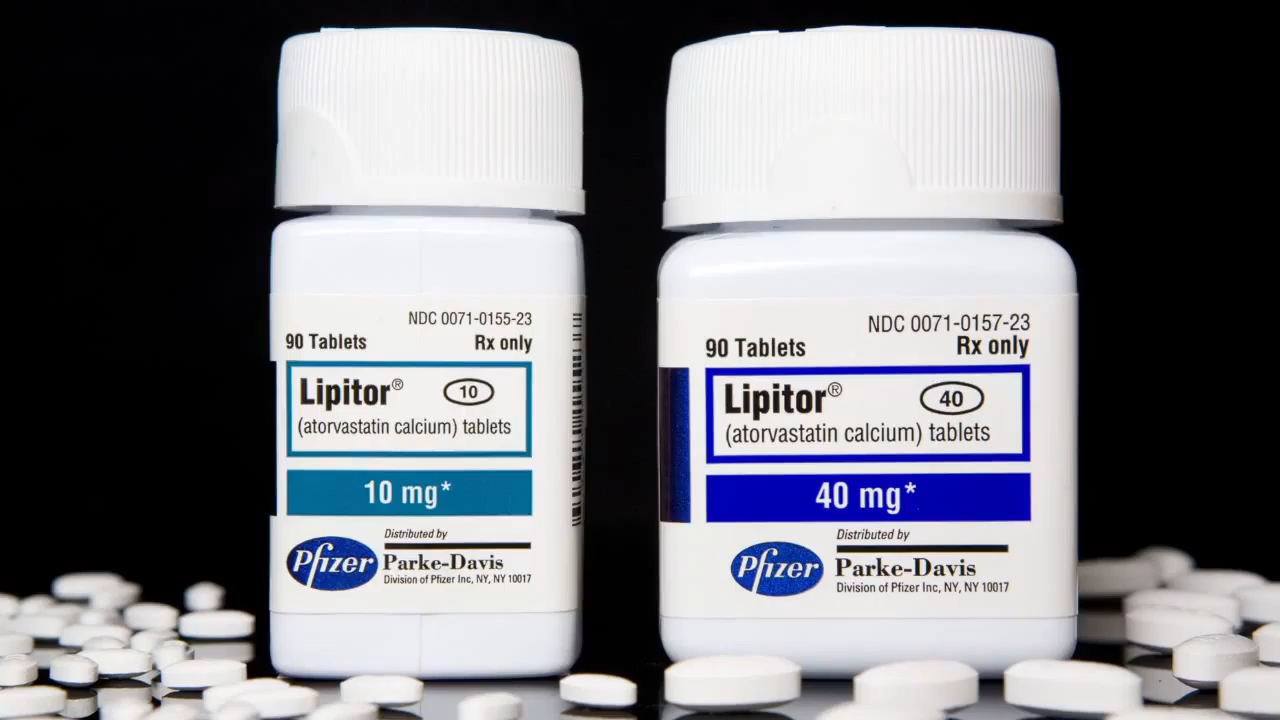 NDC 0071-0155-23
90 Tablets Rx only
Lipitor® 10
(atorvastatin calcium) tablets
10 mg*
Distributed by
Pfizer Parke-Davis
Division of Pfizer Inc, NY, NY 10017
NDC 0071-0157-23
90 Tablets Rx only
Lipitor® 40
(atorvastatin calcium) tablets
40 mg*
Distributed by
Pfizer Parke-Davis
Division of Pfizer Inc, NY, NY 10017